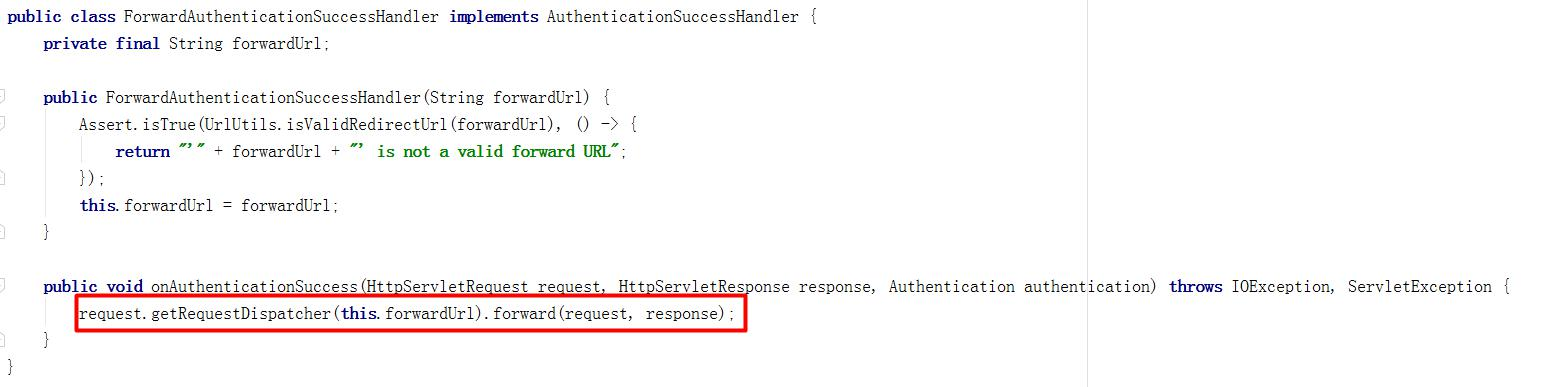 public class ForwardAuthenticationSuccessHandler implements AuthenticationSuccessHandler {
    private final String forwardUrl;
    public ForwardAuthenticationSuccessHandler(String forwardUrl) {
        Assert.isTrue(UrlUtils.isValidRedirectUrl(forwardUrl), () -> {
            return "'" + forwardUrl + "' is not a valid forward URL";
        });
        this.forwardUrl = forwardUrl;
    }
    public void onAuthenticationSuccess(HttpServletRequest request, HttpServletResponse response, Authentication authentication) throws IOException, ServletException {
        request.getRequestDispatcher(this.forwardUrl).forward(request, response);
    }
}